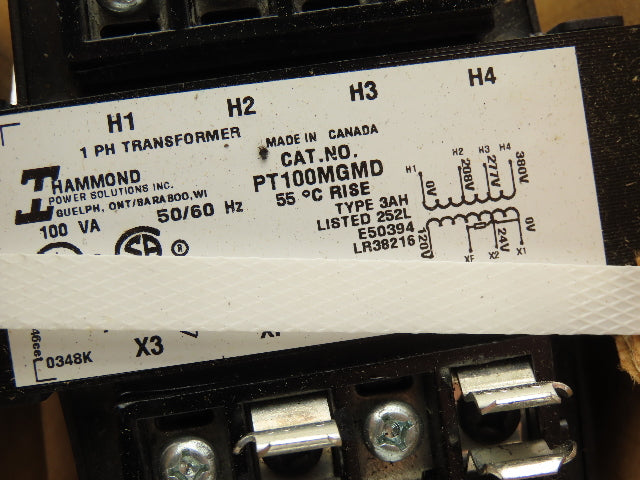 H1 H2 H3 H4
1 PH TRANSFORMER
MADE IN CANADA
HAMMOND
POWER SOLUTIONS INC.
GUELPH, ONT/BARABOO, WI
100 VA 50/60 Hz
CAT.NO.
PT100MGMD
55 °C RISE
TYPE 3AH
LISTED 252L
E50394
LR38216
H1 H2 H3 H4
0V 208V 277V 380V
120V 24V 0V
XF X2 X1
SA
R
0348K
X3